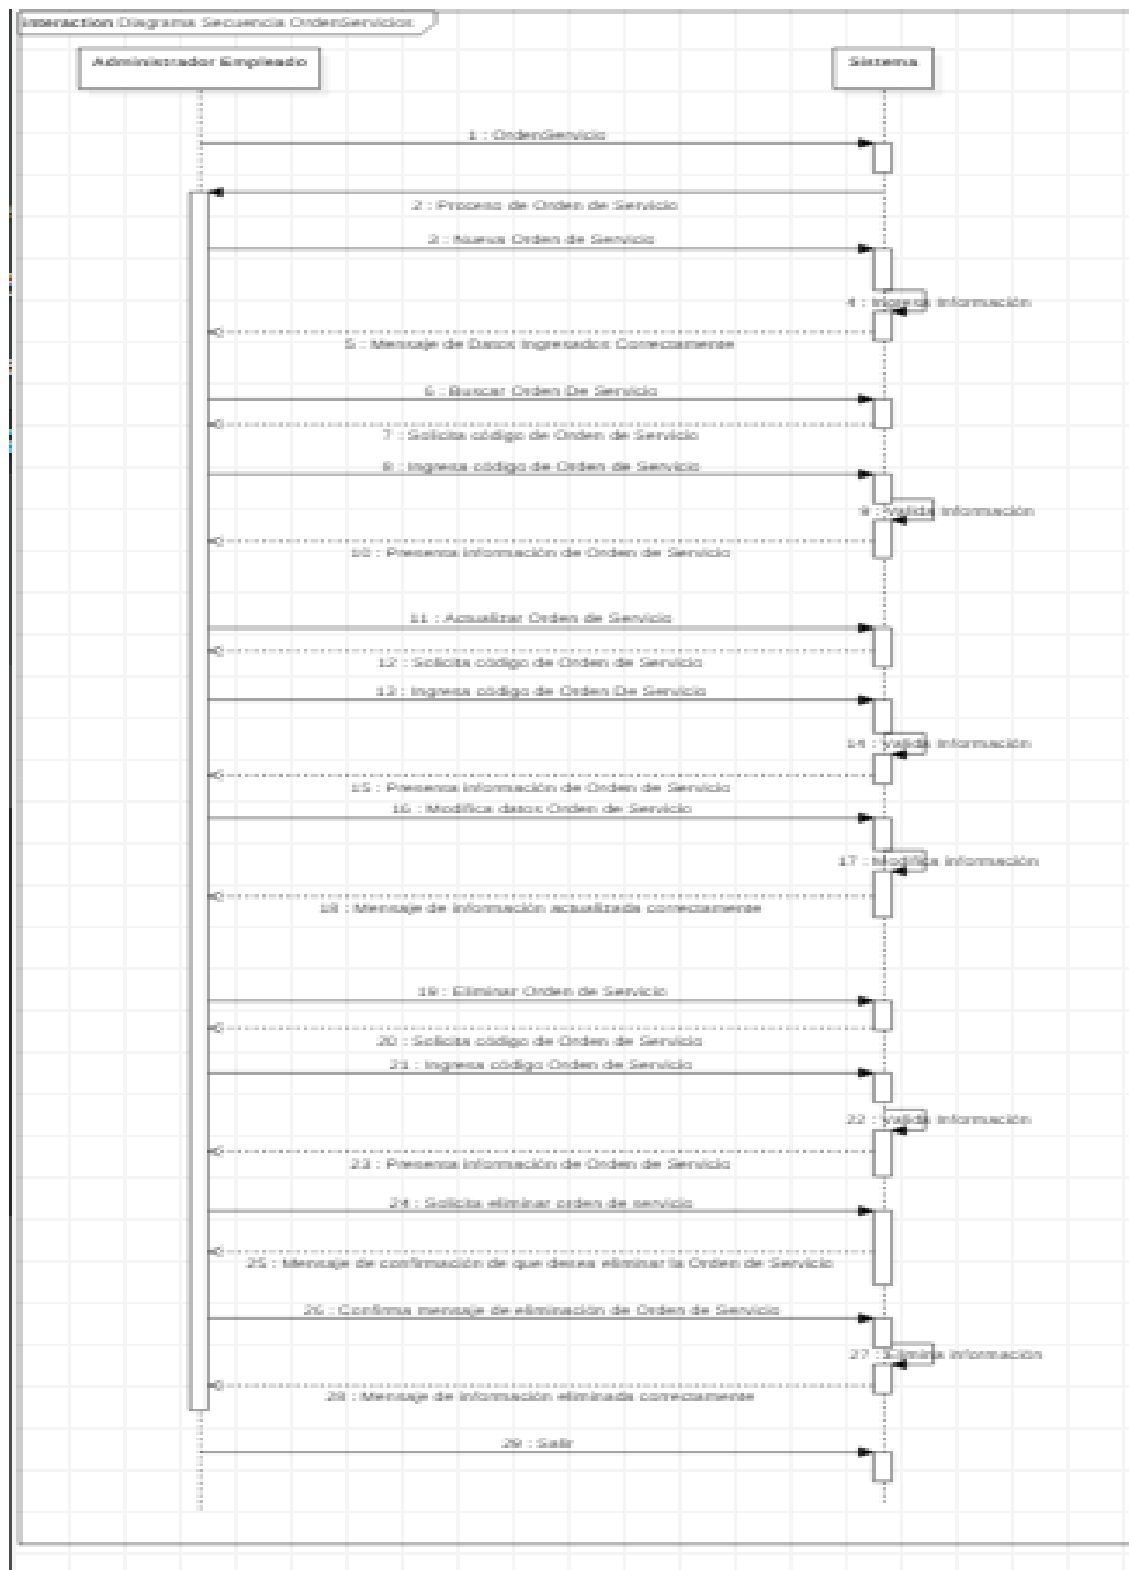 interaction Diagrama Secuencia OrdenServicios
Administrador Empleado
Sistema
1 : OrdenServicio
2 : Proceso de Orden de Servicio
3 : Nueva Orden de Servicio
4 : Ingresa Información
5 : Mensaje de Datos Ingresados Correctamente
6 : Buscar Orden De Servicio
7 : Solicita código de Orden de Servicio
8 : Ingresa código de Orden de Servicio
9 : Valida Información
10 : Presenta información de Orden de Servicio
11 : Actualizar Orden de Servicio
12 : Solicita código de Orden de Servicio
13 : Ingresa código de Orden De Servicio
14 : Valida Información
15 : Presenta información de Orden de Servicio
16 : Modifica datos Orden de Servicio
17 : Modifica información
18 : Mensaje de información actualizada correctamente
19 : Eliminar Orden de Servicio
20 : Solicita código de Orden de Servicio
21 : Ingresa código Orden de Servicio
22 : Valida Información
23 : Presenta información de Orden de Servicio
24 : Solicita eliminar orden de servicio
25 : Mensaje de confirmación de que desea eliminar la Orden de Servicio
26 : Confirma mensaje de eliminación de Orden de Servicio
27 : Elimina información
28 : Mensaje de información eliminada correctamente
29 : Salir